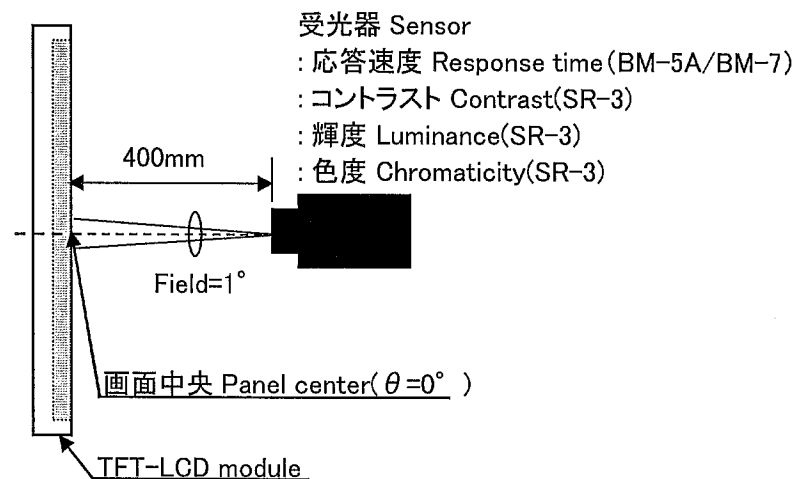 受光器 Sensor
: 応答速度 Response time(BM-5A/BM-7)
: コントラスト Contrast(SR-3)
: 輝度 Luminance(SR-3)
: 色度 Chromaticity(SR-3)
400mm
Field=1°
画面中央 Panel center(θ=0° )
TFT-LCD module